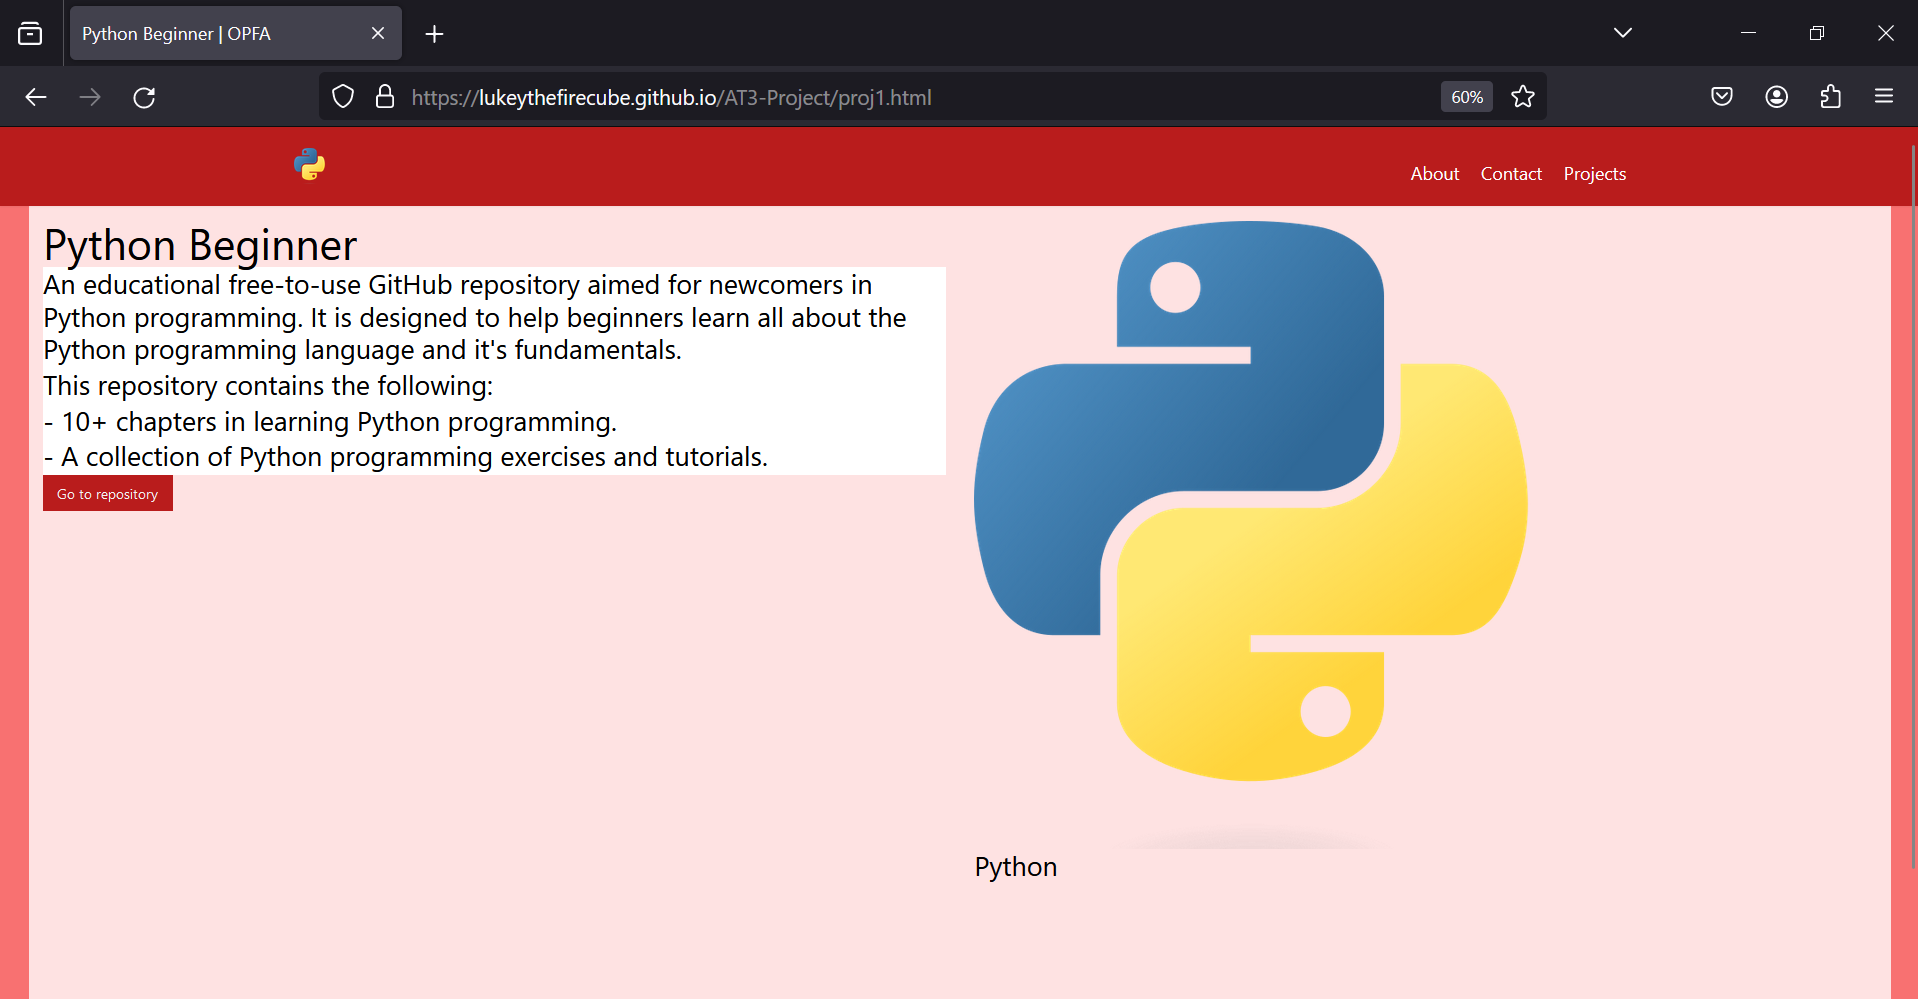 Python Beginner | OPFA
https://lukeythefirecube.github.io/AT3-Project/proj1.html
60%
About Contact Projects
Python Beginner
An educational free-to-use GitHub repository aimed for newcomers in
Python programming. It is designed to help beginners learn all about the
Python programming language and it's fundamentals.
This repository contains the following:
- 10+ chapters in learning Python programming.
- A collection of Python programming exercises and tutorials.
Go to repository
Python